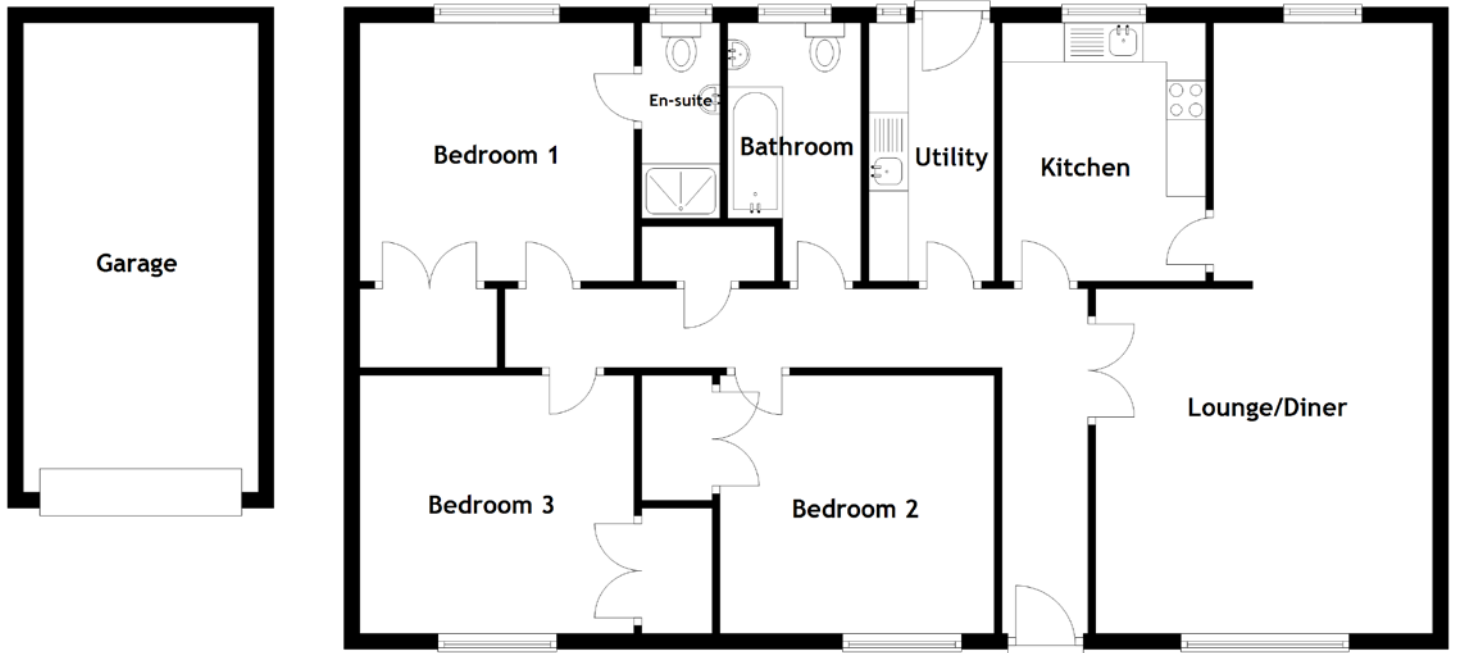 Garage
Bedroom 1
En-suite
Bathroom
Utility
Kitchen
Lounge/Diner
Bedroom 3
Bedroom 2